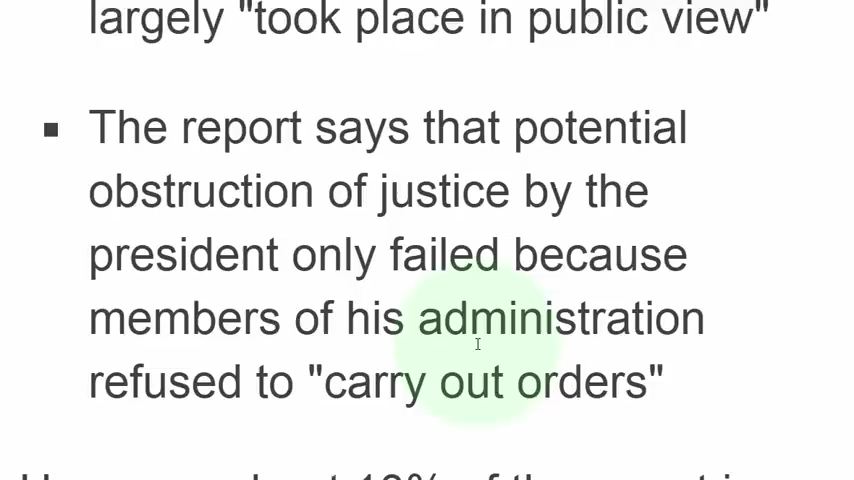 largely "took place in public view"
▪ The report says that potential
obstruction of justice by the
president only failed because
members of his administration
refused to "carry out orders"